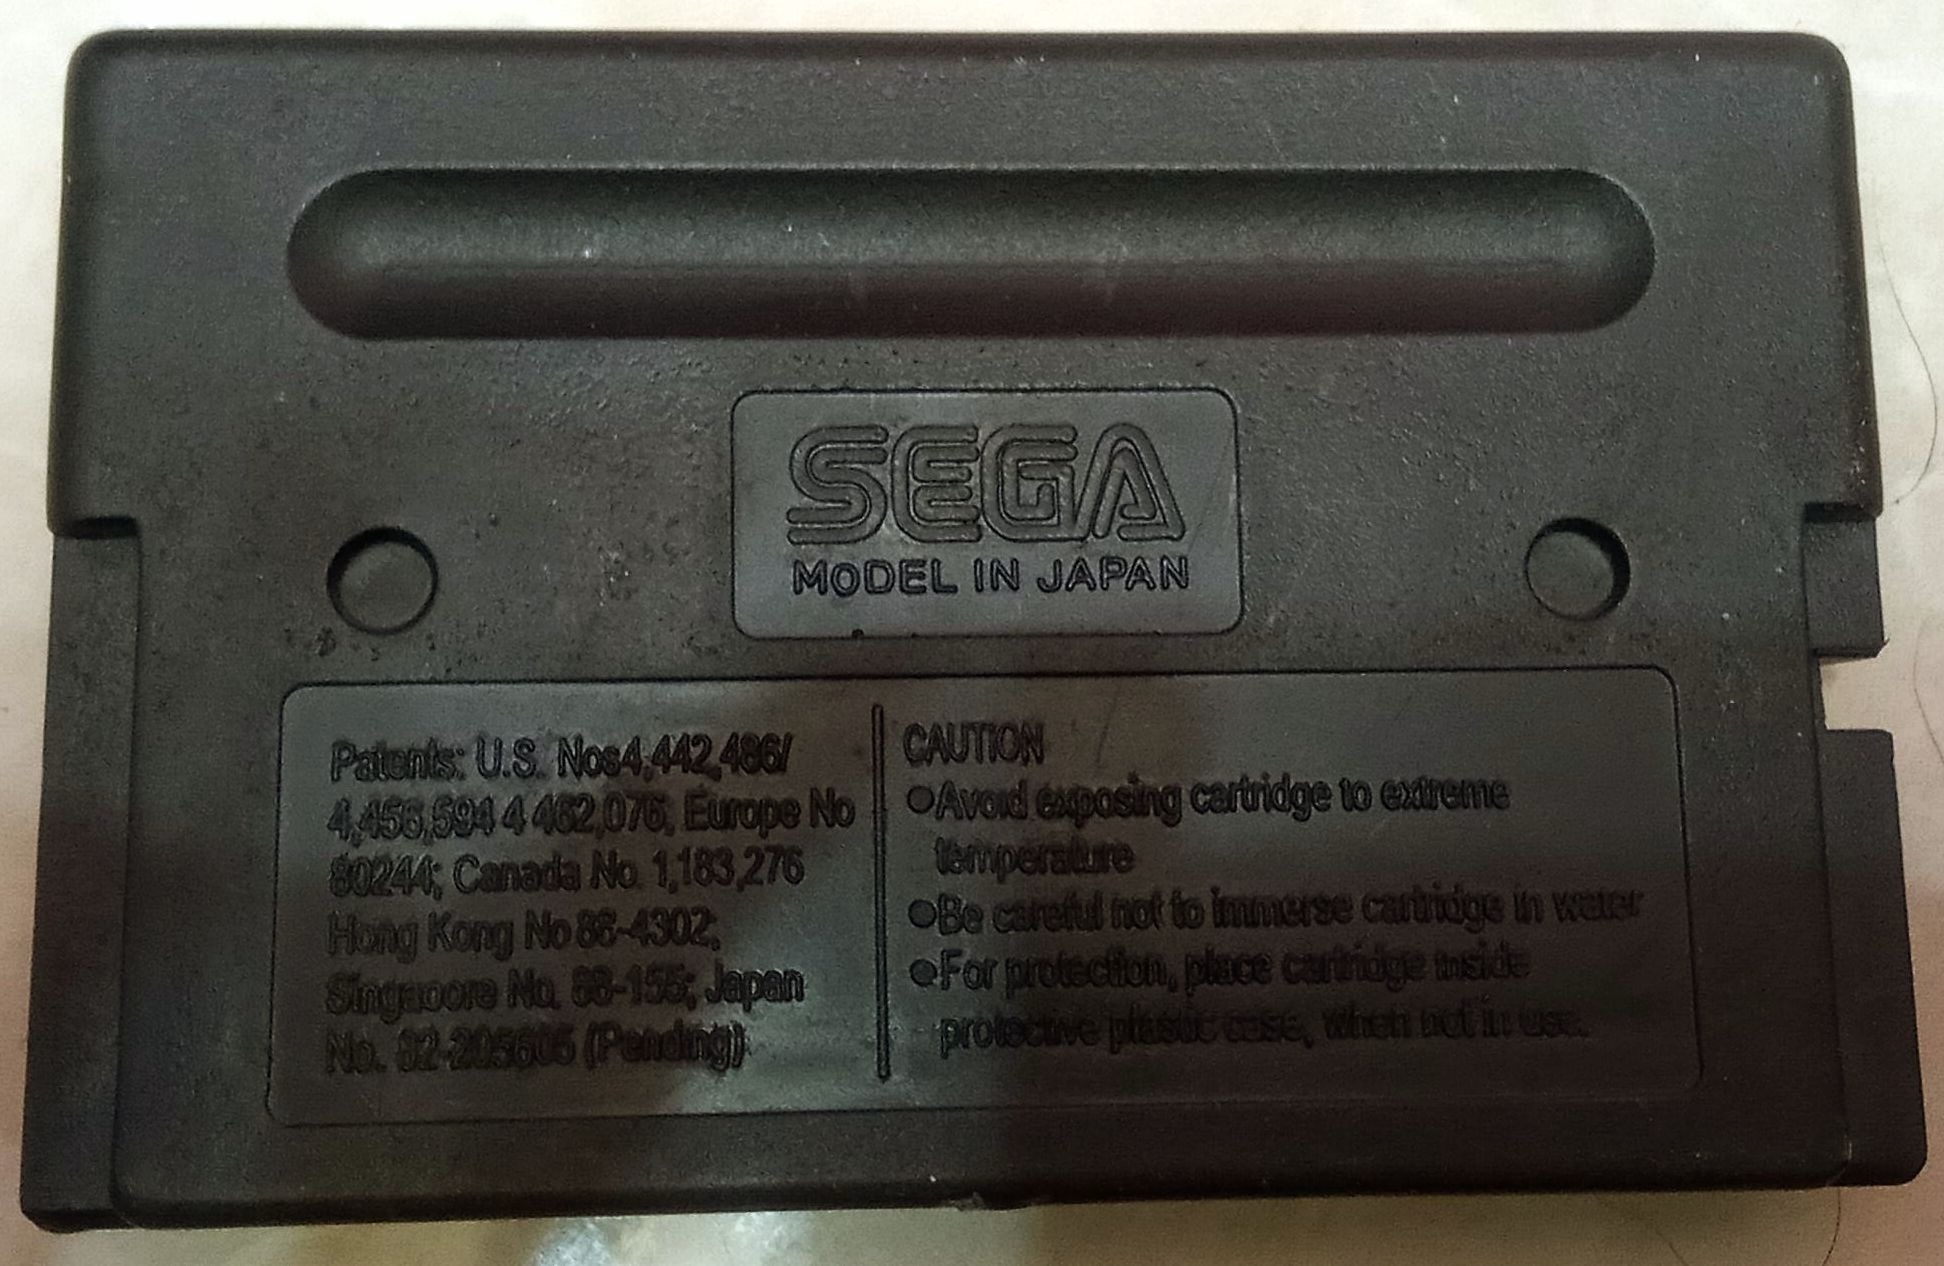 SEGA
MODEL IN JAPAN
Patents: U.S. Nos4,442,486/
4,456,594 4 462,076, Europe No
80244; Canada No. 1,183,276
Hong Kong No 88-4302;
Singapore No. 88-155; Japan
No. 82-205605 (Pending)
CAUTION
●Avoid exposing cartridge to extreme
temperature
●Be careful not to immerse cartridge in water
●For protection, place cartridge inside
protective plastic case, when not in use.